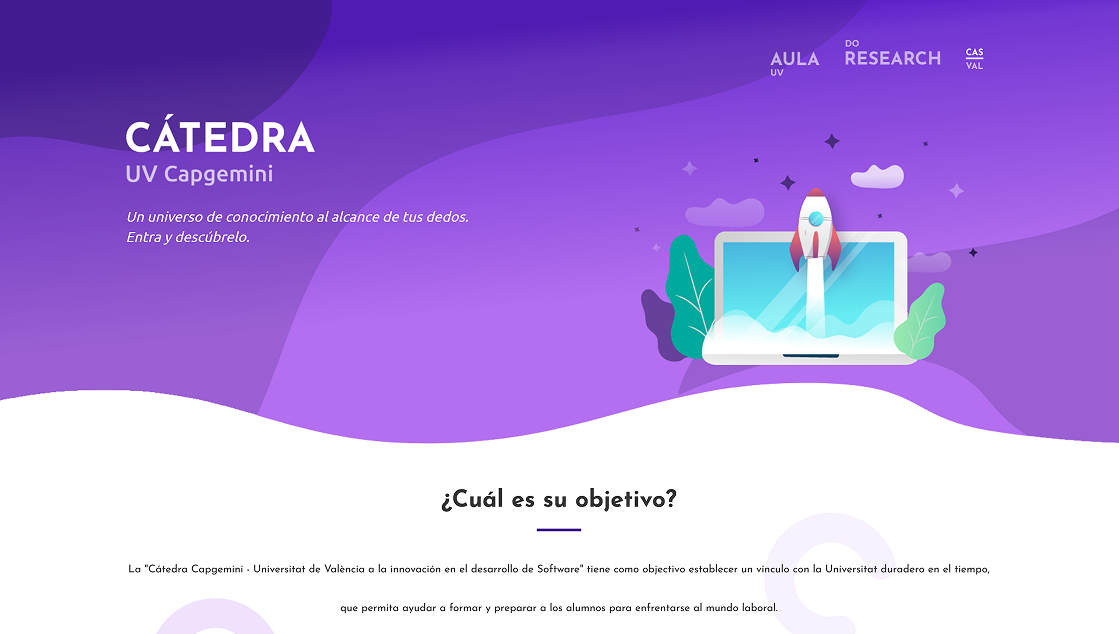 AULA
UV
DO
RESEARCH
CAS
VAL
CÁTEDRA
UV Capgemini
Un universo de conocimiento al alcance de tus dedos.
Entra y descúbrelo.
¿Cuál es su objetivo?
La "Cátedra Capgemini - Universitat de València a la innovación en el desarrollo de Software" tiene como objectivo establecer un vínculo con la Universitat duradero en el tiempo,
que permita ayudar a formar y preparar a los alumnos para enfrentarse al mundo laboral.